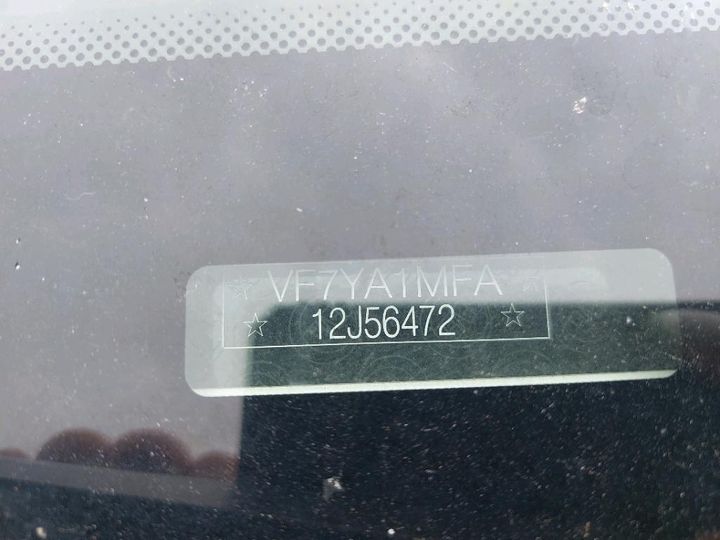 ☆ VF7YA1MFA ☆
☆ 12J56472 ☆